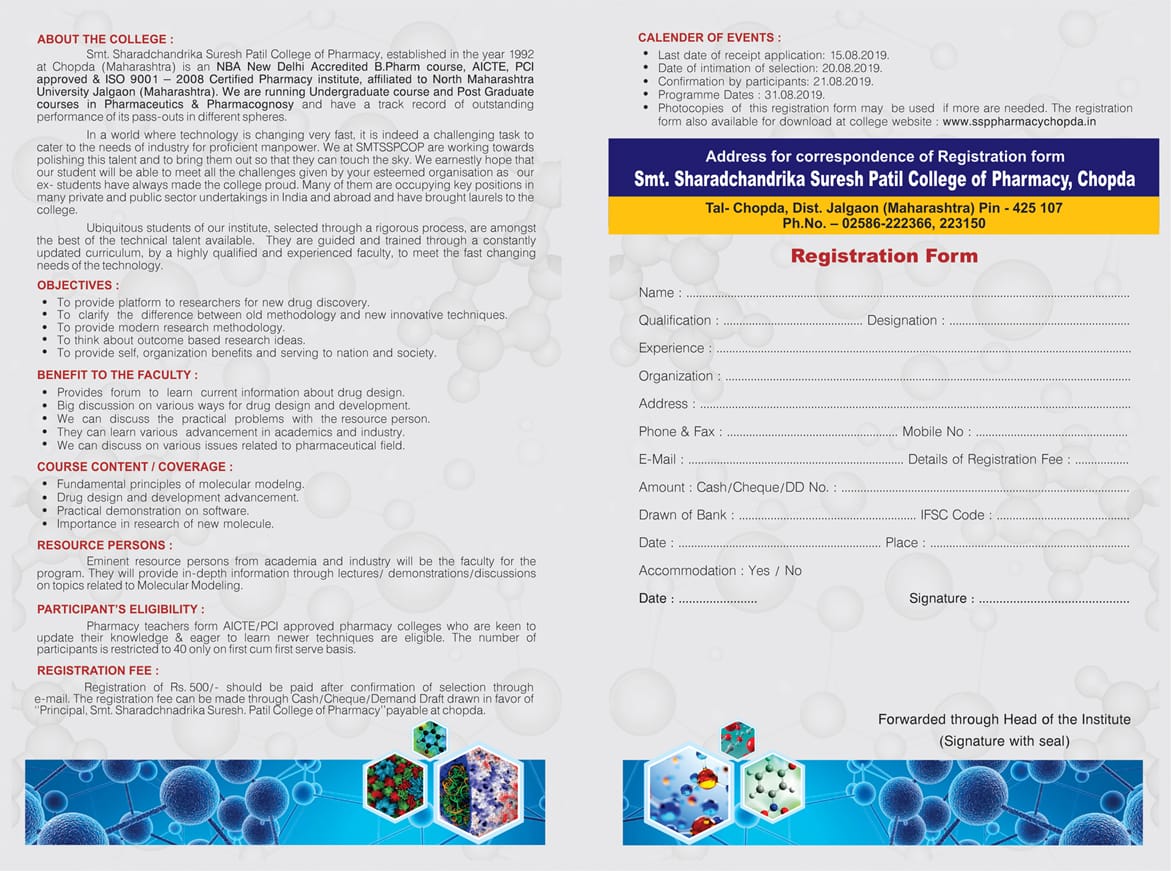 ABOUT THE COLLEGE :
Smt. Sharadchandrika Suresh Patil College of Pharmacy, established in the year 1992
at Chopda (Maharashtra) is an NBA New Delhi Accredited B.Pharm course, AICTE, PCI
approved & ISO 9001 – 2008 Certified Pharmacy institute, affiliated to North Maharashtra
University Jalgaon (Maharashtra). We are running Undergraduate course and Post Graduate
courses in Pharmaceutics & Pharmacognosy and have a track record of outstanding
performance of its pass-outs in different spheres.
In a world where technology is changing very fast, it is indeed a challenging task to
cater to the needs of industry for proficient manpower. We at SMTSSPCOP are working towards
polishing this talent and to bring them out so that they can touch the sky. We earnestly hope that
our student will be able to meet all the challenges given by your esteemed organisation as our
ex- students have always made the college proud. Many of them are occupying key positions in
many private and public sector undertakings in India and abroad and have brought laurels to the
college.
Ubiquitous students of our institute, selected through a rigorous process, are amongst
the best of the technical talent available. They are guided and trained through a constantly
updated curriculum, by a highly qualified and experienced faculty, to meet the fast changing
needs of the technology.
OBJECTIVES :
• To provide platform to researchers for new drug discovery.
• To clarify the difference between old methodology and new innovative techniques.
• To provide modern research methodology.
• To think about outcome based research ideas.
• To provide self, organization benefits and serving to nation and society.
BENEFIT TO THE FACULTY :
• Provides forum to learn current information about drug design.
• Big discussion on various ways for drug design and development.
• We can discuss the practical problems with the resource person.
• They can learn various advancement in academics and industry.
• We can discuss on various issues related to pharmaceutical field.
COURSE CONTENT / COVERAGE :
• Fundamental principles of molecular modelng.
• Drug design and development advancement.
• Practical demonstration on software.
• Importance in research of new molecule.
RESOURCE PERSONS :
Eminent resource persons from academia and industry will be the faculty for the
program. They will provide in-depth information through lectures/ demonstrations/discussions
on topics related to Molecular Modeling.
PARTICIPANT'S ELIGIBILITY :
Pharmacy teachers form AICTE/PCI approved pharmacy colleges who are keen to
update their knowledge & eager to learn newer techniques are eligible. The number of
participants is restricted to 40 only on first cum first serve basis.
REGISTRATION FEE :
Registration of Rs. 500/- should be paid after confirmation of selection through
e-mail. The registration fee can be made through Cash/Cheque/Demand Draft drawn in favor of
"Principal, Smt. Sharadchnadrika Suresh. Patil College of Pharmacy"payable at chopda.
CALENDER OF EVENTS :
• Last date of receipt application: 15.08.2019.
• Date of intimation of selection: 20.08.2019.
• Confirmation by participants: 21.08.2019.
• Programme Dates : 31.08.2019.
• Photocopies of this registration form may be used if more are needed. The registration
form also available for download at college website : www.sspppharmacychopda.in
Address for correspondence of Registration form
Smt. Sharadchandrika Suresh Patil College of Pharmacy, Chopda
Tal- Chopda, Dist. Jalgaon (Maharashtra) Pin - 425 107
Ph.No. – 02586-222366, 223150
Registration Form
Name : ....................
Qualification : .................... Designation : ....................
Experience : ....................
Organization : ....................
Address : ....................
Phone & Fax : .................... Mobile No : ....................
E-Mail : .................... Details of Registration Fee : ................
Amount : Cash/Cheque/DD No. : ....................
Drawn of Bank : .................... IFSC Code : ....................
Date : .................... Place : ....................
Accommodation : Yes / No
Date : ....................... Signature : ....................
Forwarded through Head of the Institute
(Signature with seal)